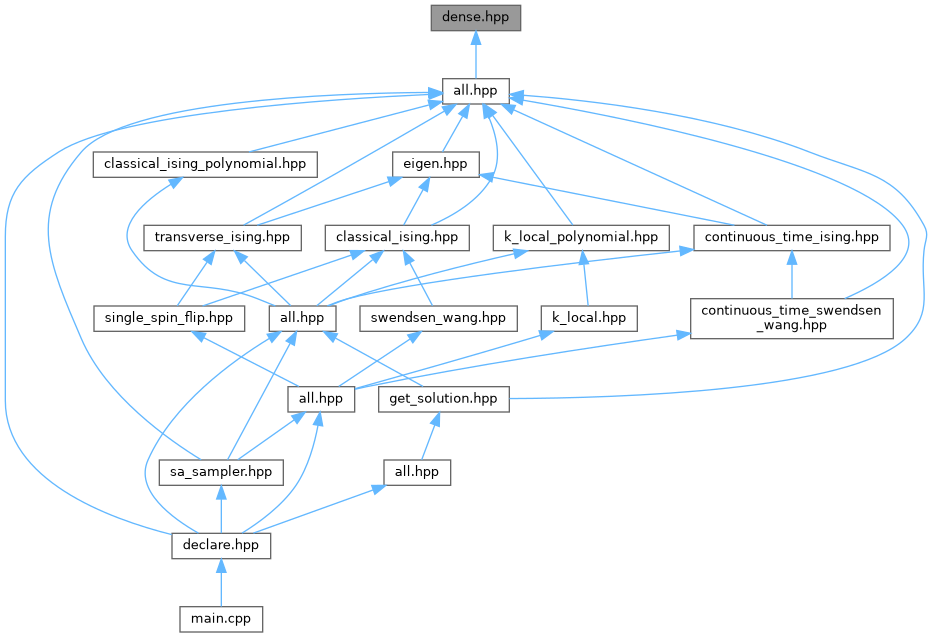 dense.hpp
all.hpp
classical_ising_polynomial.hpp
eigen.hpp
transverse_ising.hpp
classical_ising.hpp
k_local_polynomial.hpp
continuous_time_ising.hpp
single_spin_flip.hpp
all.hpp
swendsen_wang.hpp
k_local.hpp
continuous_time_swendsen
_wang.hpp
all.hpp
get_solution.hpp
sa_sampler.hpp
all.hpp
declare.hpp
main.cpp